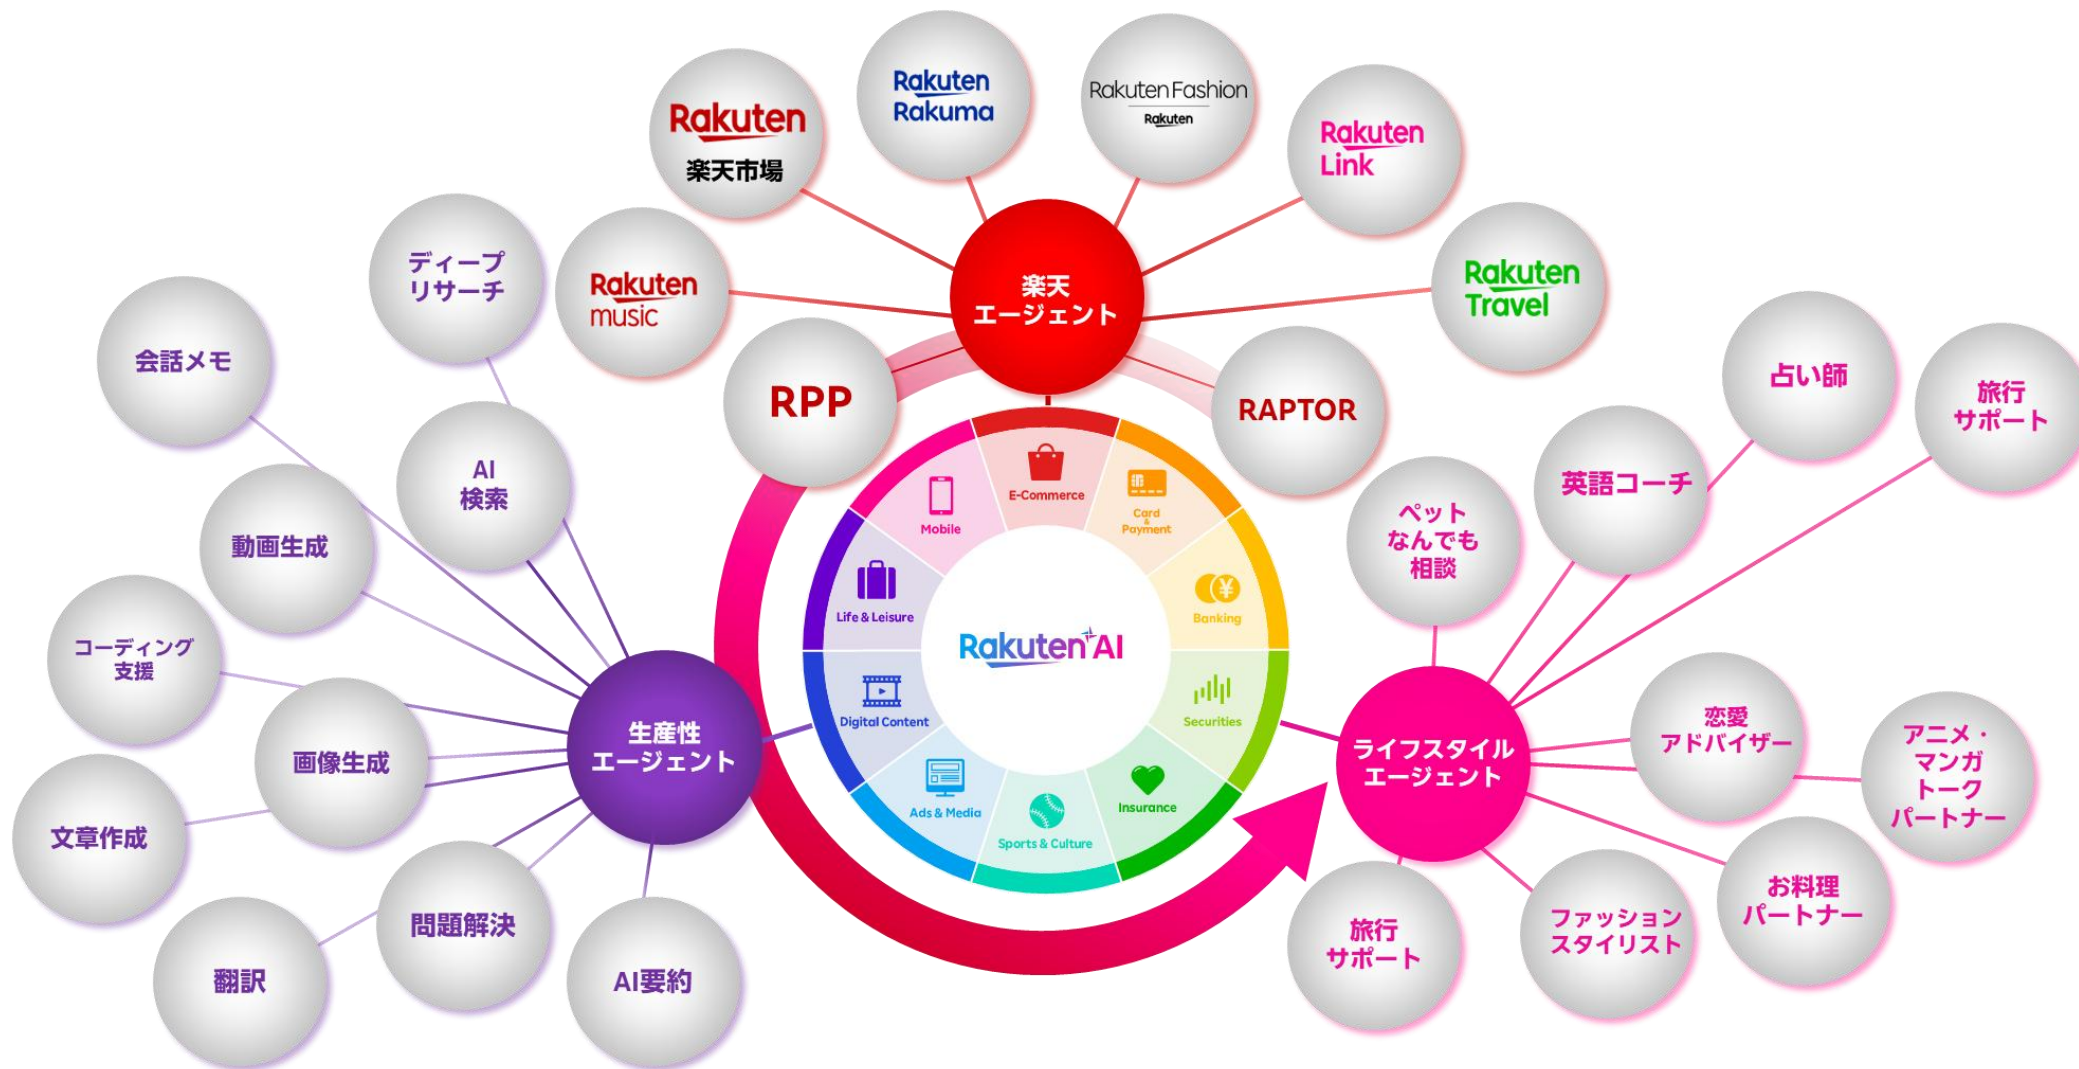 Rakuten
Rakuma
Rakuten Fashion
Rakuten
Rakuten
楽天市場
Rakuten
Link
Rakuten
music
楽天
エージェント
Rakuten
Travel
RPP
RAPTOR
ディープ
リサーチ
会話メモ
AI
検索
動画生成
コーディング
支援
画像生成
文章作成
問題解決
翻訳
AI要約
生産性
エージェント
E-Commerce
Card
&
Payment
Banking
Securities
Insurance
Sports & Culture
Ads & Media
Digital Content
Life & Leisure
Mobile
Rakuten AI
占い師
旅行
サポート
英語コーチ
ペット
なんでも
相談
ライフスタイル
エージェント
恋愛
アドバイザー
アニメ・
マンガ
トーク
パートナー
お料理
パートナー
ファッション
スタイリスト
旅行
サポート